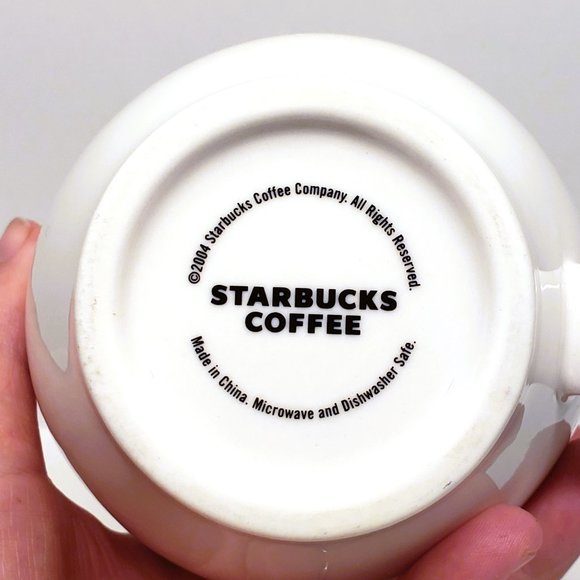 ©2004 Starbucks Coffee Company. All Rights Reserved.
STARBUCKS
COFFEE
Made in China. Microwave and Dishwasher Safe.